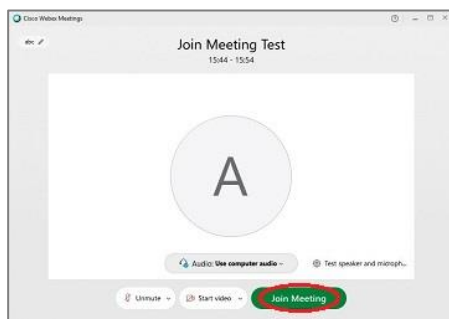 Cisco Webex Meetings
abc
Join Meeting Test
15:44 - 15:54
A
Audio: Use computer audio
Test speaker and microph...
Unmute
Start video
Join Meeting